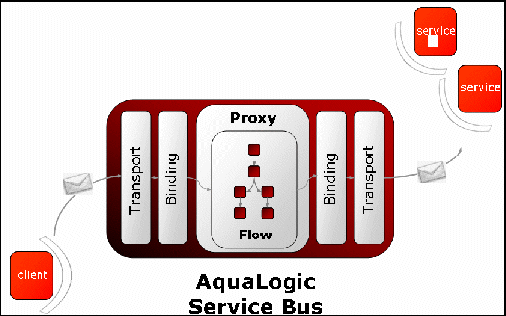 service
service
Proxy
Transport
Binding
Binding
Transport
Flow
client
AquaLogic
Service Bus